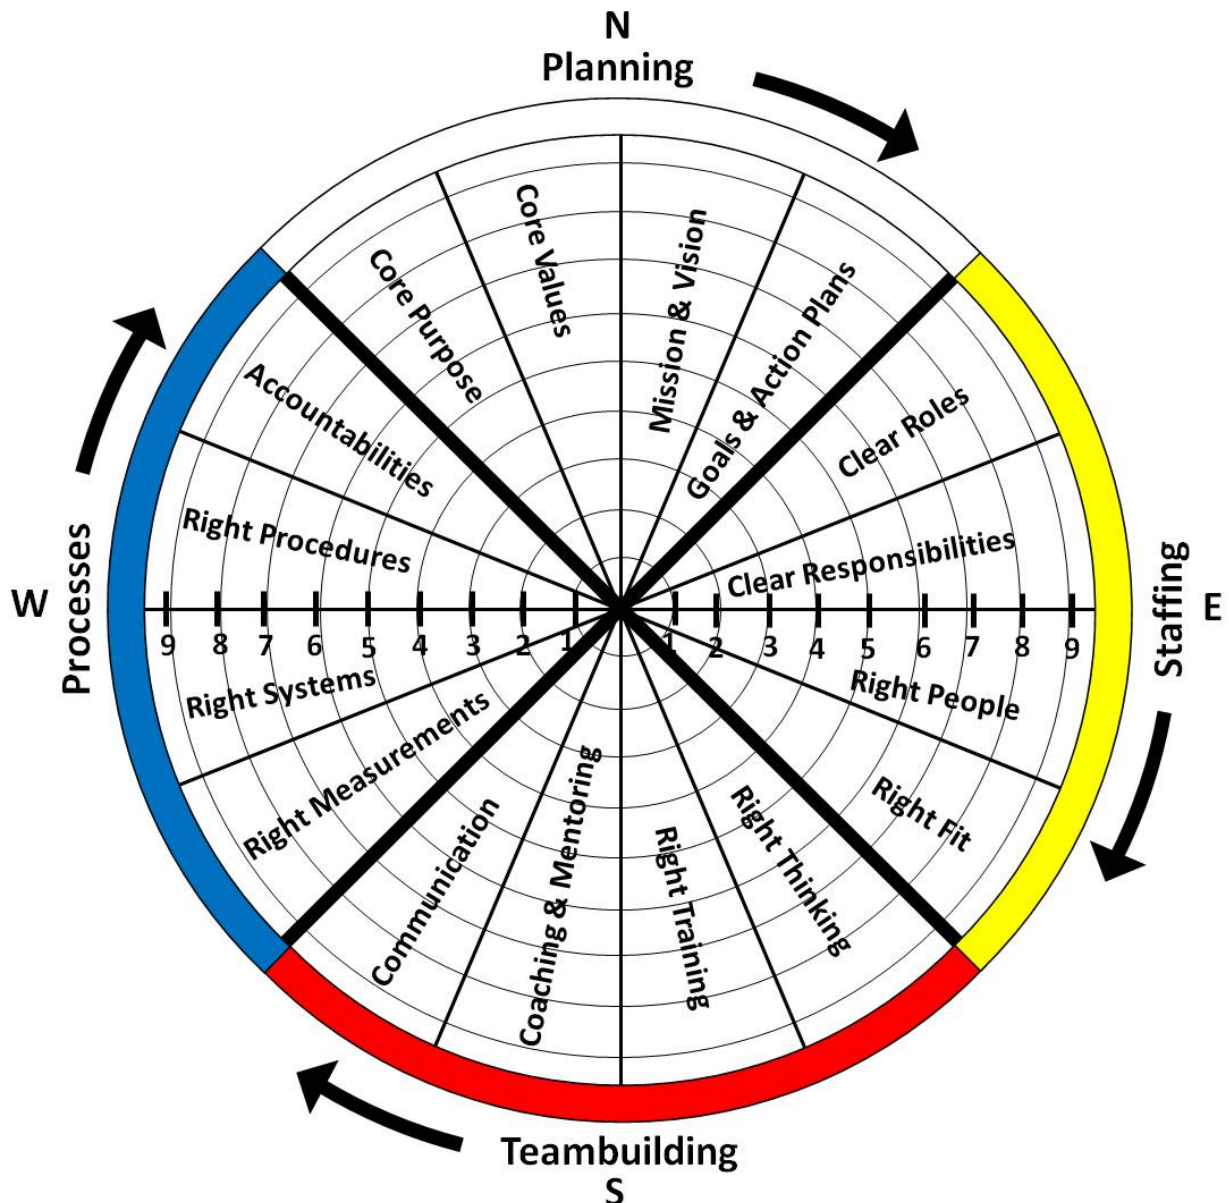 N
Planning
Core Purpose
Core Values
Mission & Vision
Goals & Action Plans
Clear Roles
Clear Responsibilities
Right People
Right Fit
Staffing
E
Right Thinking
Right Training
Coaching & Mentoring
Communication
Teambuilding
S
Right Measurements
Right Systems
Right Procedures
Accountabilities
Processes
W
9 8 7 6 5 4 3 2 1 1 2 3 4 5 6 7 8 9